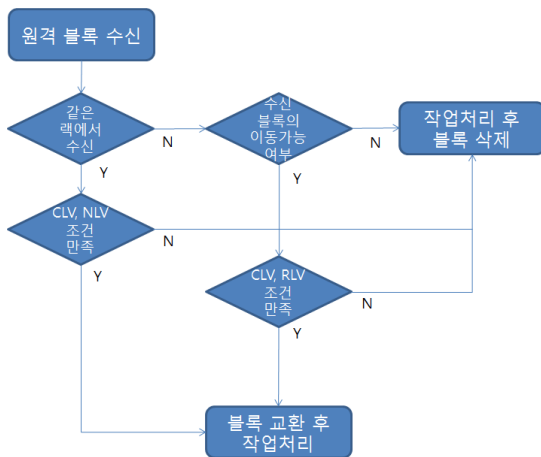 원격 블록 수신
같은
랙에서
수신
N
수신
블록의
이동가능
여부
N
작업처리 후
블록 삭제
Y
Y
CLV, NLV
조건
만족
N
Y
CLV, RLV
조건
만족
N
Y
블록 교환 후
작업처리